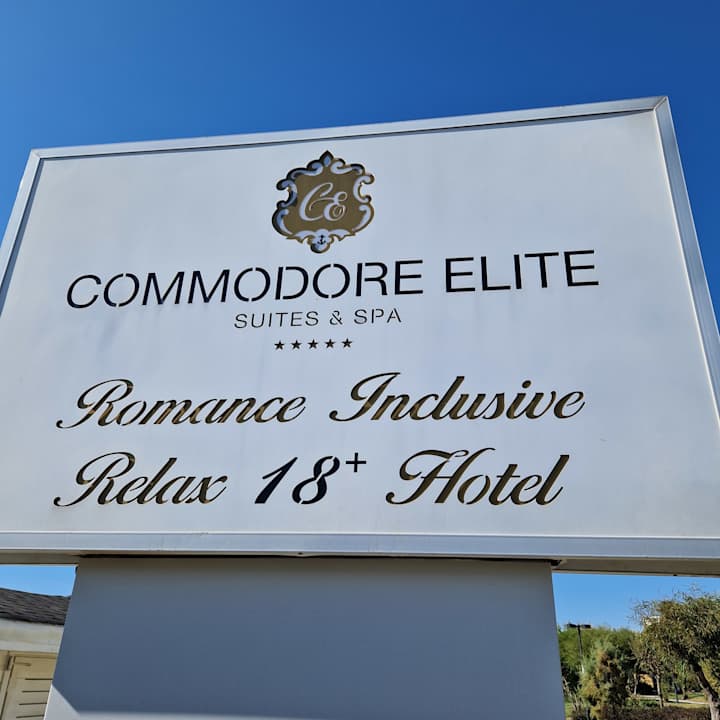 CE
COMMODORE ELITE
SUITES & SPA
★★★★★
Romance Inclusive
Relax 18+ Hotel